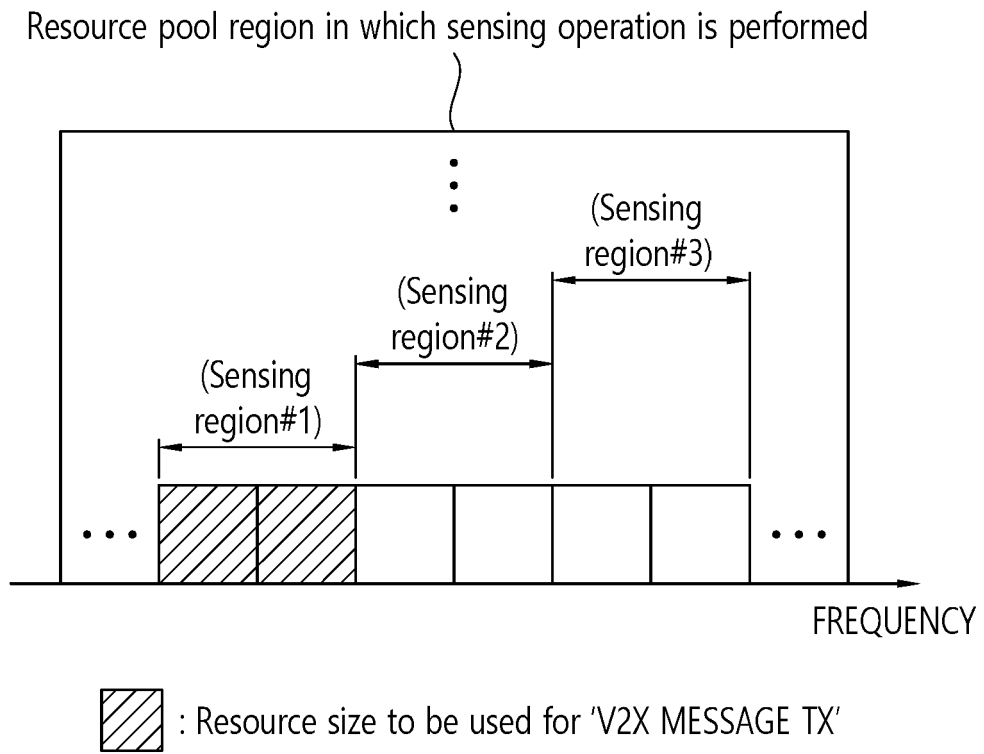 Resource pool region in which sensing operation is performed
(Sensing
region#3)
(Sensing
region#2)
(Sensing
region#1)
FREQUENCY
: Resource size to be used for 'V2X MESSAGE TX'